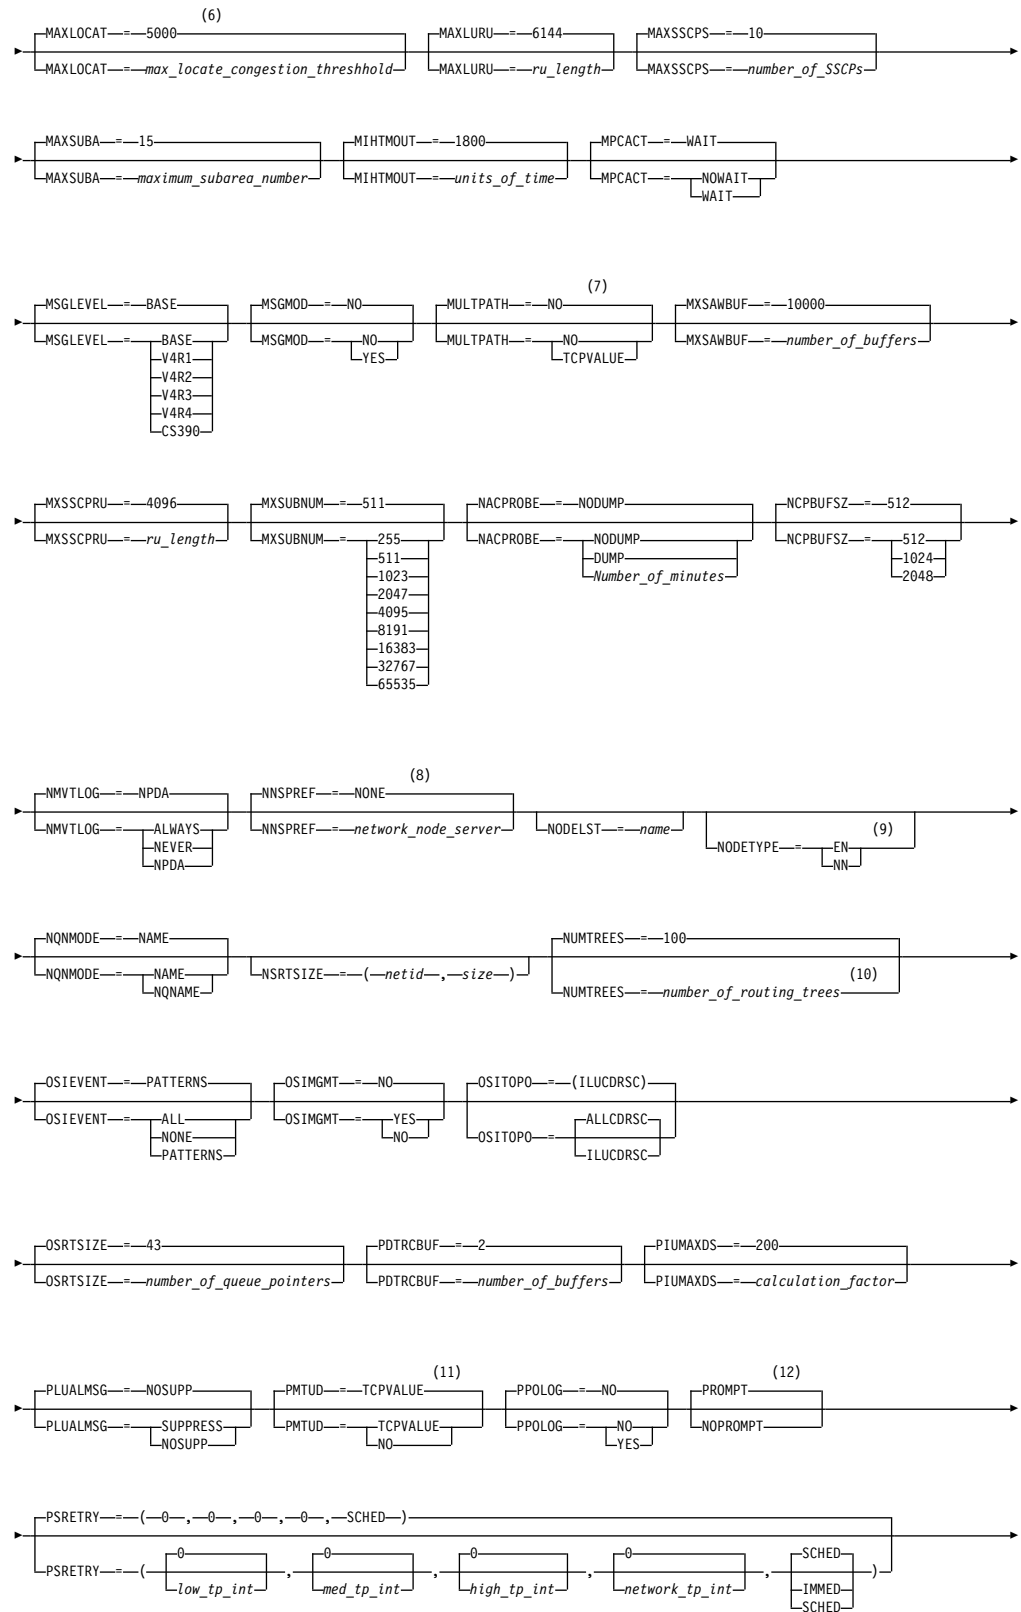 (6)
MAXLOCAT = 5000 MAXLURU = 6144 MAXSSCPS = 10
MAXLOCAT = max_locate_congestion_threshhold MAXLURU = ru_length MAXSSCPS = number_of_SSCPs
MAXSUBA = 15 MIHTMOUT = 1800 MPCACT = WAIT
MAXSUBA = maximum_subarea_number MIHTMOUT = units_of_time MPCACT = NOWAIT
WAIT
(7)
MSGLEVEL = BASE MSGMOD = NO MULTPATH = NO MXSAWBUF = 10000
MSGLEVEL = BASE MSGMOD = NO MULTPATH = NO MXSAWBUF = number_of_buffers
V4R1 YES TCPVALUE
V4R2
V4R3
V4R4
CS390
MXSSCPRU = 4096 MXSUBNUM = 511 NACPROBE = NODUMP NCPBUFSZ = 512
MXSSCPRU = ru_length MXSUBNUM = 255 NACPROBE = NODUMP NCPBUFSZ = 512
511 DUMP 1024
1023 Number_of_minutes 2048
2047
4095
8191
16383
32767
65535
(8)
NMVTLOG = NPDA NNSPREF = NONE
NMVTLOG = ALWAYS NNSPREF = network_node_server NODELST = name (9)
NEVER NODETYPE = EN
NPDA NN
NQNMODE = NAME NUMTREES = 100
NQNMODE = NAME NSRTSIZE = ( netid , size ) (10)
NQNAME NUMTREES = number_of_routing_trees
OSIEVENT = PATTERNS OSIMGMT = NO OSITOPO = (ILUCDRSC)
OSIEVENT = ALL OSIMGMT = YES ALLCDRSC
NONE NO OSITOPO =
PATTERNS ILUCDRSC
OSRTSIZE = 43 PDTRCBUF = 2 PIUMAXDS = 200
OSRTSIZE = number_of_queue_pointers PDTRCBUF = number_of_buffers PIUMAXDS = calculation_factor
(11) (12)
PLUALMSG = NOSUPP PMTUD = TCPVALUE PPOLOG = NO PROMPT
PLUALMSG = SUPPRESS PMTUD = TCPVALUE PPOLOG = NO NOPROMPT
NOSUPP NO YES
PSRETRY = ( 0 , 0 , 0 , 0 , SCHED )
0 0 0 0 SCHED
PSRETRY = ( low_tp_int , med_tp_int , high_tp_int , network_tp_int , IMMED )
SCHED